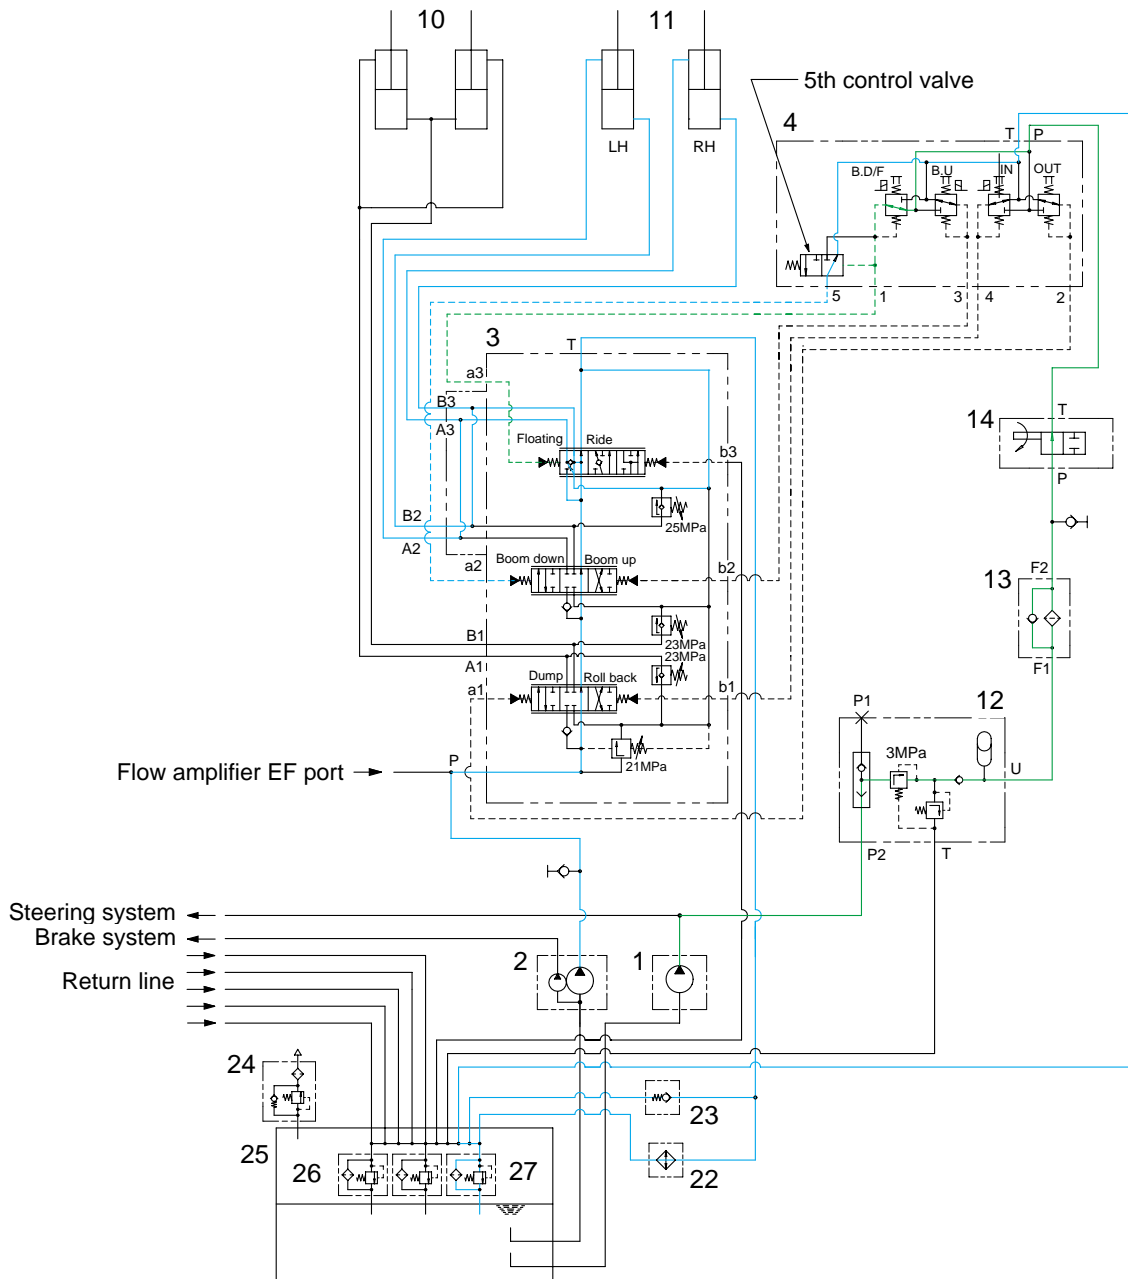 10
11
5th control valve
4
T
P
LH
RH
B.D/F
B.U
IN
OUT
5
1
3
4
2
3
T
a3
B3
A3
Floating
Ride
b3
14
T
P
B2
A2
25MPa
a2
Boom down
Boom up
b2
13
F2
F1
B1
A1
23MPa
23MPa
a1
Dump
Roll back
b1
P1
12
3MPa
U
Flow amplifier EF port
P
21MPa
P2
T
Steering system
Brake system
Return line
2
1
24
23
25
26
27
22